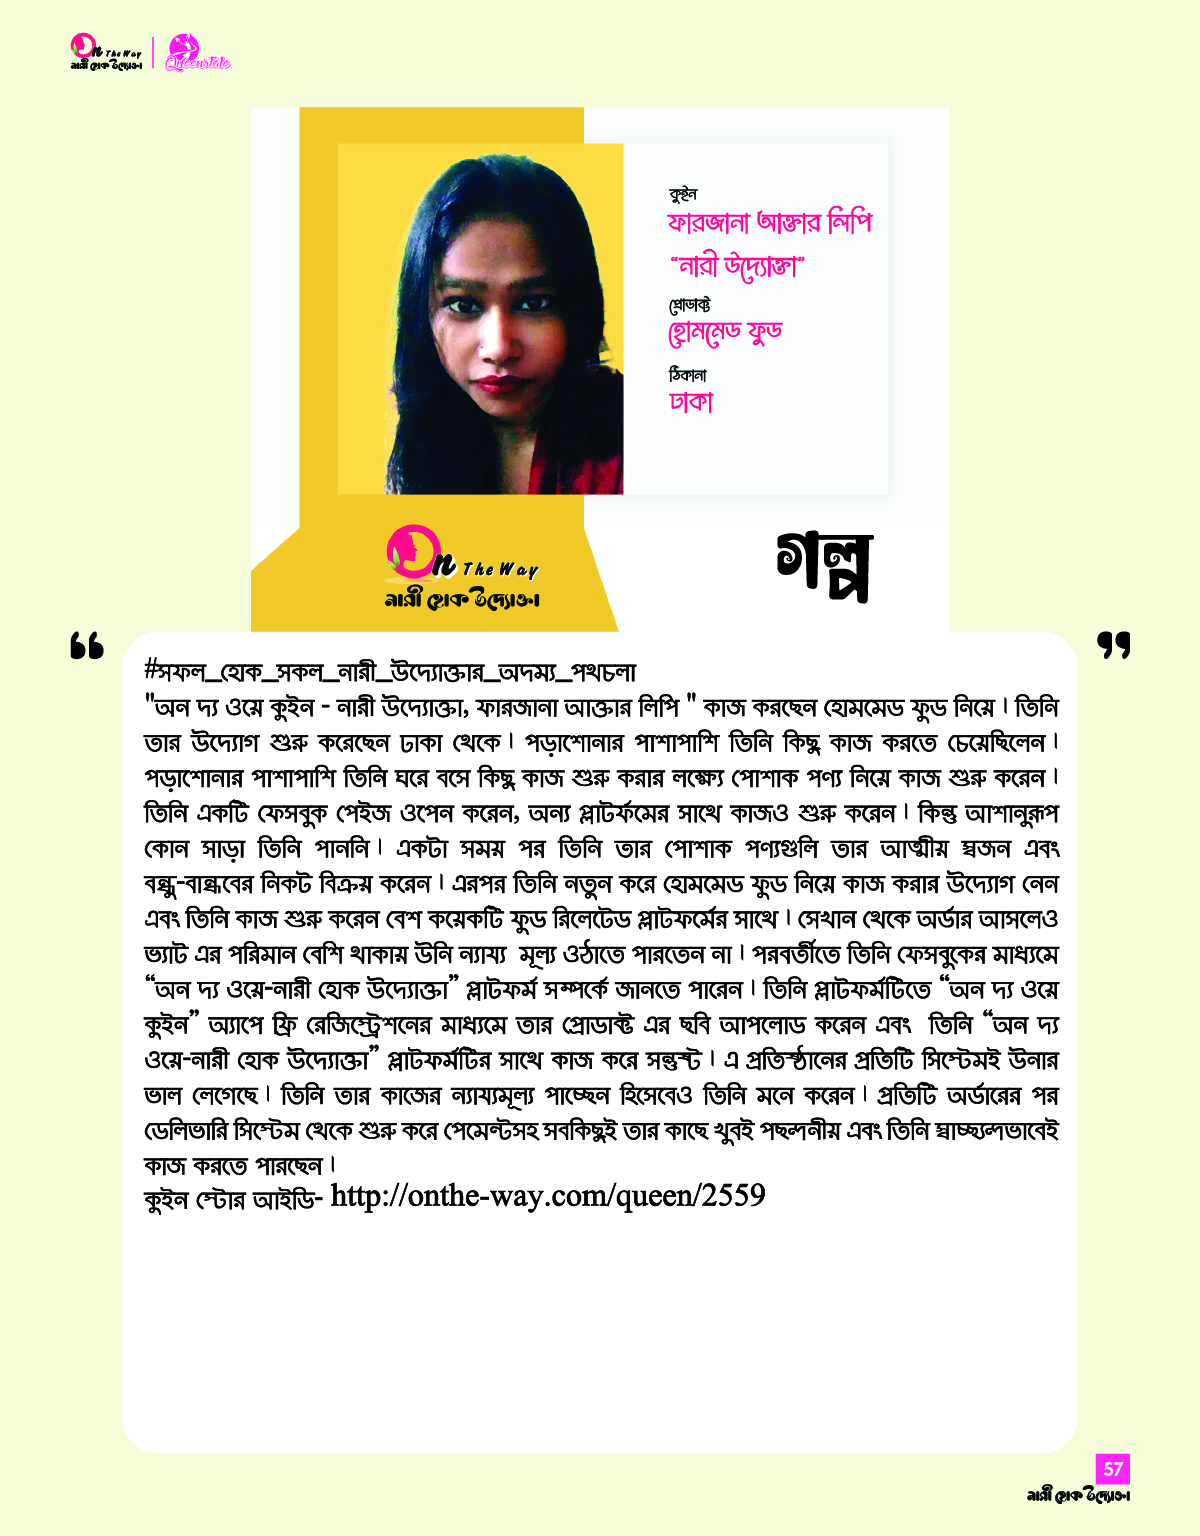 On The Way
নারী হোক উদ্যোক্তা
Queenstale
কুইন
ফারজানা আক্তার লিপি
“নারী উদ্যোক্তা”
প্রোডাক্ট
হোমমেড ফুড
ঠিকানা
ঢাকা
On The Way
নারী হোক উদ্যোক্তা
গল্প
#সফল_হোক_সকল_নারী_উদ্যোক্তার_অদম্য_পথচলা
"অন দ্য ওয়ে কুইন - নারী উদ্যোক্তা, ফারজানা আক্তার লিপি " কাজ করছেন হোমমেড ফুড নিয়ে। তিনি
তার উদ্যোগ শুরু করেছেন ঢাকা থেকে। পড়াশোনার পাশাপাশি তিনি কিছু কাজ করতে চেয়েছিলেন।
পড়াশোনার পাশাপাশি তিনি ঘরে বসে কিছু কাজ শুরু করার লক্ষ্যে পোশাক পণ্য নিয়ে কাজ শুরু করেন।
তিনি একটি ফেসবুক পেইজ ওপেন করেন, অন্য প্লাটর্ফমের সাথে কাজও শুরু করেন। কিন্তু আশানুরূপ
কোন সাড়া তিনি পাননি। একটা সময় পর তিনি তার পোশাক পণ্যগুলি তার আত্মীয় স্বজন এবং
বন্ধু-বান্ধবের নিকট বিক্রয় করেন। এরপর তিনি নতুন করে হোমমেড ফুড নিয়ে কাজ করার উদ্যোগ নেন
এবং তিনি কাজ শুরু করেন বেশ কয়েকটি ফুড রিলেটেড প্লাটফর্মের সাথে। সেখান থেকে অর্ডার আসলেও
ভ্যাট এর পরিমান বেশি থাকায় উনি ন্যায্য মূল্য ওঠাতে পারতেন না। পরবর্তীতে তিনি ফেসবুকের মাধ্যমে
“অন দ্য ওয়ে-নারী হোক উদ্যোক্তা” প্লাটফর্ম সম্পর্কে জানতে পারেন। তিনি প্লাটফর্মটিতে “অন দ্য ওয়ে
কুইন” অ্যাপে ফ্রি রেজিস্ট্রেশনের মাধ্যমে তার প্রোডাক্ট এর ছবি আপলোড করেন এবং তিনি “অন দ্য
ওয়ে-নারী হোক উদ্যোক্তা” প্লাটফর্মটির সাথে কাজ করে সন্তুস্ট। এ প্রতিস্ঠানের প্রতিটি সিস্টেমই উনার
ভাল লেগেছে। তিনি তার কাজের ন্যায্যমূল্য পাচ্ছেন হিসেবেও তিনি মনে করেন। প্রতিটি অর্ডারের পর
ডেলিভারি সিস্টেম থেকে শুরু করে পেমেন্টসহ সবকিছুই তার কাছে খুবই পছন্দনীয় এবং তিনি স্বাচ্ছ্যন্দভাবেই
কাজ করতে পারছেন।
কুইন স্টোর আইডি- http://onthe-way.com/queen/2559
57
নারী হোক উদ্যোক্তা